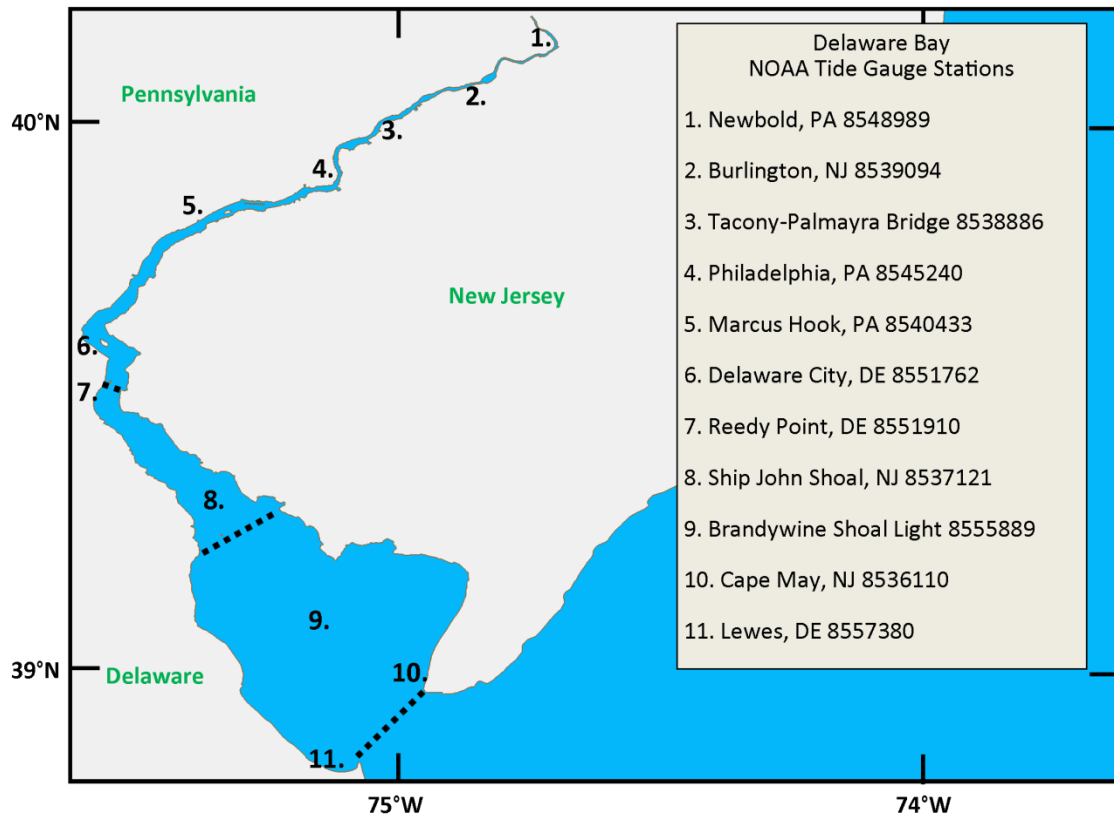 Delaware Bay
NOAA Tide Gauge Stations
1. Newbold, PA 8548989
2. Burlington, NJ 8539094
3. Tacony-Palmayra Bridge 8538886
4. Philadelphia, PA 8545240
5. Marcus Hook, PA 8540433
6. Delaware City, DE 8551762
7. Reedy Point, DE 8551910
8. Ship John Shoal, NJ 8537121
9. Brandywine Shoal Light 8555889
10. Cape May, NJ 8536110
11. Lewes, DE 8557380
1.
Pennsylvania
2.
40°N
3.
4.
5.
New Jersey
6.
7.
8.
9.
39°N
Delaware
10.
11.
75°W
74°W